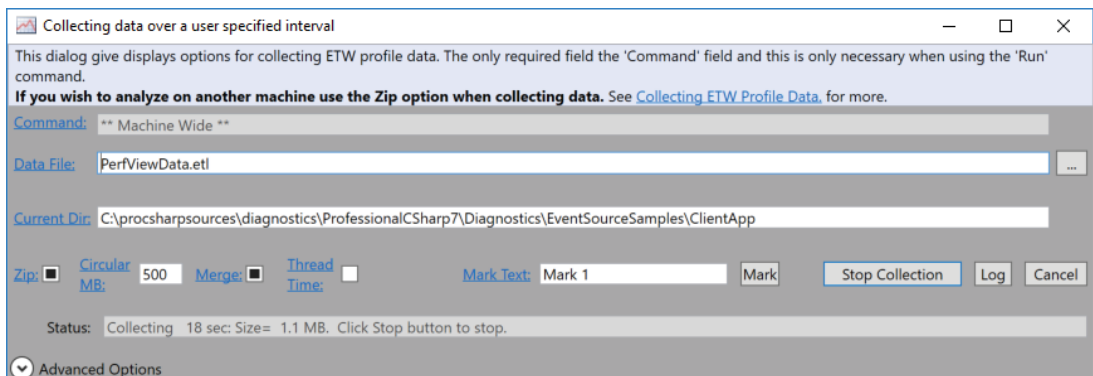 Collecting data over a user specified interval
This dialog give displays options for collecting ETW profile data. The only required field the 'Command' field and this is only necessary when using the 'Run'
command.
If you wish to analyze on another machine use the Zip option when collecting data. See Collecting ETW Profile Data. for more.
Command: ** Machine Wide **
Data File: PerfViewData.etl ...
Current Dir: C:\procsharpsources\diagnostics\ProfessionalCSharp7\Diagnostics\EventSourceSamples\ClientApp
Zip: Circular MB: 500 Merge: Thread Time: Mark Text: Mark 1 Mark Stop Collection Log Cancel
Status: Collecting 18 sec: Size= 1.1 MB. Click Stop button to stop.
Advanced Options